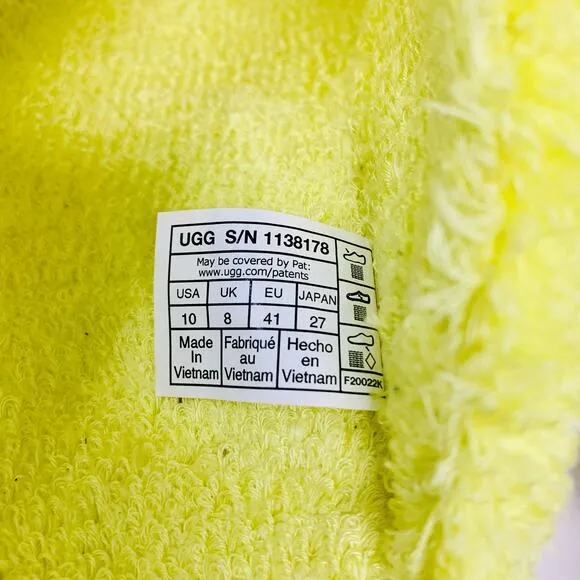 UGG S/N 1138178
May be covered by Pat:
www.ugg.com/patents
USA UK EU JAPAN
10 8 41 27
Made In Vietnam
Fabriqué au Vietnam
Hecho en Vietnam
F20022K